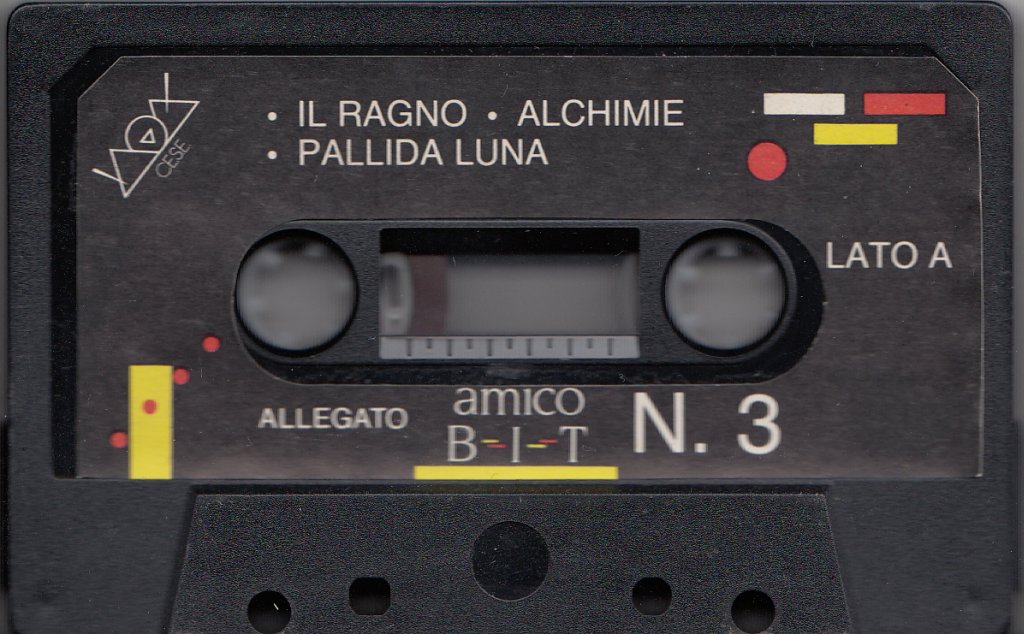 • IL RAGNO • ALCHIMIE
• PALLIDA LUNA
CESE
LATO A
ALLEGATO
amico
B-I-T
N. 3